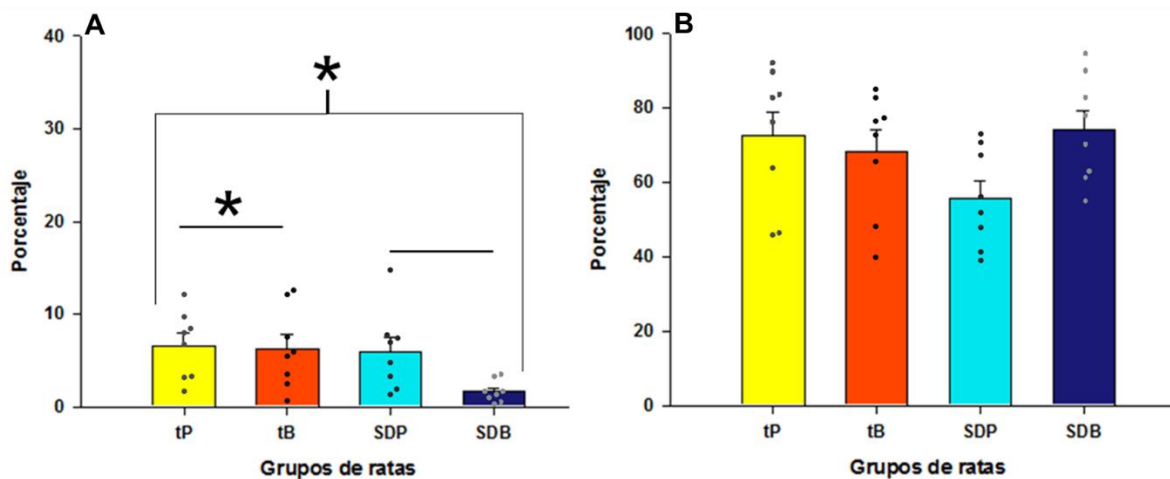 A
Porcentaje
40
30
20
10
0
*
*
tP tB SDP SDB
Grupos de ratas
B
Porcentaje
100
80
60
40
20
0
tP tB SDP SDB
Grupos de ratas